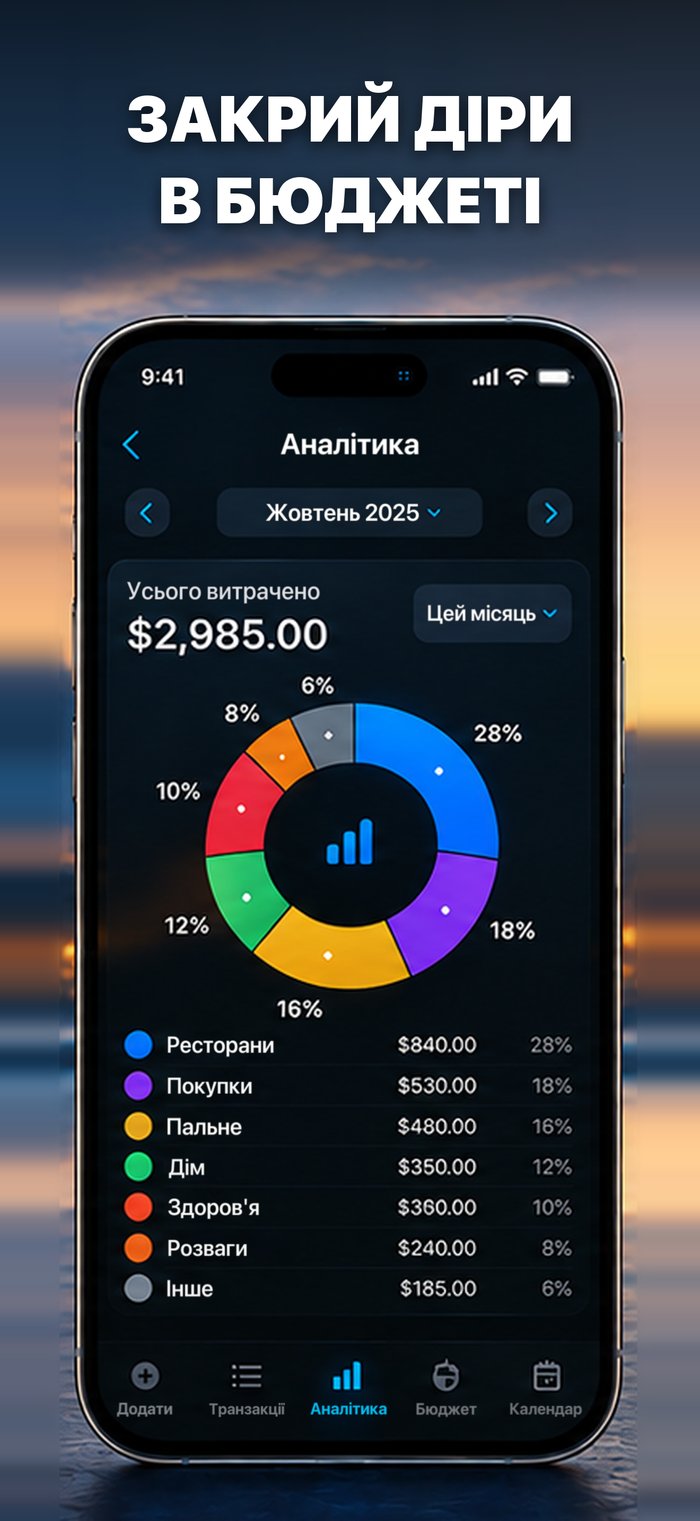 ЗАКРИЙ ДІРИ
В БЮДЖЕТІ
9:41
Аналітика
Жовтень 2025
Усього витрачено
$2,985.00
Цей місяць
6%
8%
28%
10%
12%
18%
16%
Ресторани $840.00 28%
Покупки $530.00 18%
Пальне $480.00 16%
Дім $350.00 12%
Здоров'я $360.00 10%
Розваги $240.00 8%
Інше $185.00 6%
Додати Транзакції Аналітика Бюджет Календар